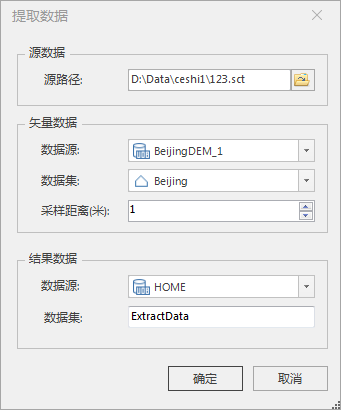 提取数据
源数据
源路径: D:\Data\ceshi1\123.sct
矢量数据
数据源: BeijingDEM_1
数据集: Beijing
采样距离(米): 1
结果数据
数据源: HOME
数据集: ExtractData
确定 取消